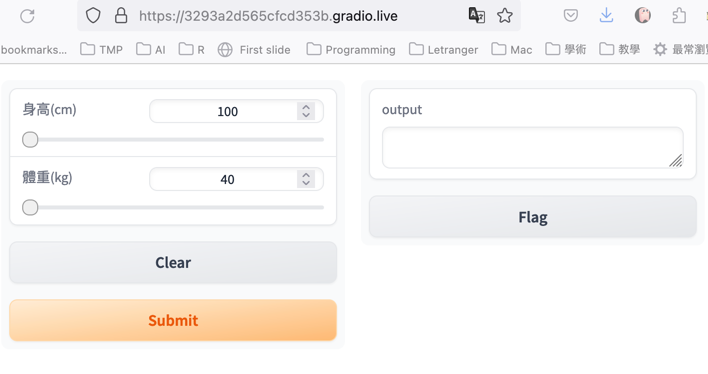 https://3293a2d565cfcd353b.gradio.live
bookmarks... TMP AI R First slide Programming Letranger Mac 學術 教學 最常瀏覽
身高(cm) 100
體重(kg) 40
Clear
Submit
output
Flag